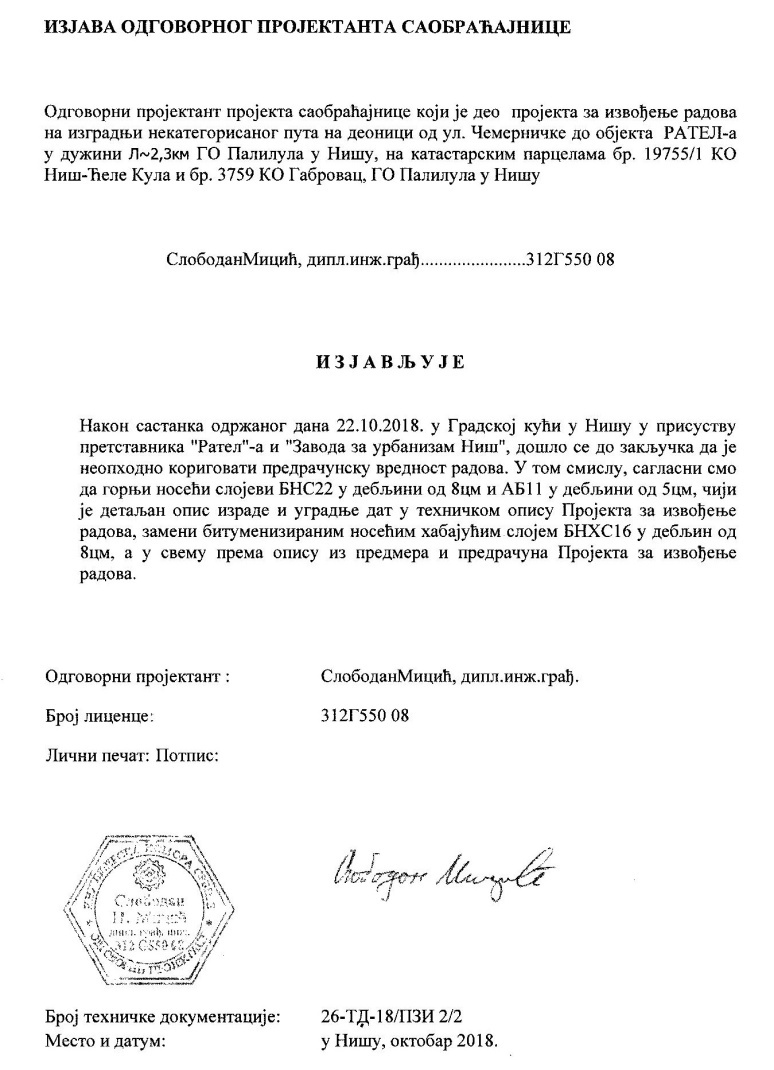 ИЗЈАВА ОДГОВОРНОГ ПРОЈЕКТАНТА САОБРАЋАЈНИЦЕ
Одговорни пројектант пројекта саобраћајнице који је део пројекта за извођење радова
на изградњи некатегорисаног пута на деоници од ул. Чемерничке до објекта РАТЕЛ-а
у дужини Л~2,3км ГО Палилула у Нишу, на катастарским парцелама бр. 19755/1 КО
Ниш-Ћеле Кула и бр. 3759 КО Габровац, ГО Палилула у Нишу
СлободанМицић, дипл.инж.грађ.......................312Г550 08
И З Ј А В Љ У Ј Е
Након састанка одржаног дана 22.10.2018. у Градској кући у Нишу у присуству
претставника "Рател"-а и "Завода за урбанизам Ниш", дошло се до закључка да је
неопходно кориговати предрачунску вредност радова. У том смислу, сагласни смо
да горњи носећи слојеви БНС22 у дебљини од 8цм и АБ11 у дебљини од 5цм, чији
је детаљан опис израде и уградње дат у техничком опису Пројекта за извођење
радова, замени битуменизираним носећим хабајућим слојем БНХС16 у дебљин од
8цм, а у свему према опису из предмера и предрачуна Пројекта за извођење
радова.
Одговорни пројектант : СлободанМицић, дипл.инж.грађ.
Број лиценце: 312Г550 08
Лични печат: Потпис:
Слободан Мицић
Слободан
Број техничке документације: 26-ТД-18/ПЗИ 2/2
Место и датум: у Нишу, октобар 2018.